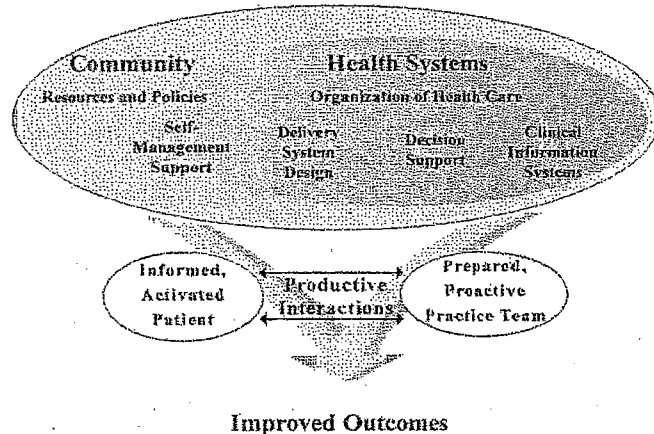 Community
Health Systems
Resources and Policies
Organization of Health Care
Self-
Management
Support
Delivery
System
Design
Decision
Support
Clinical
Information
Systems
Informed,
Activated
Patient
Productive
Interactions
Prepared,
Proactive
Practice Team
Improved Outcomes